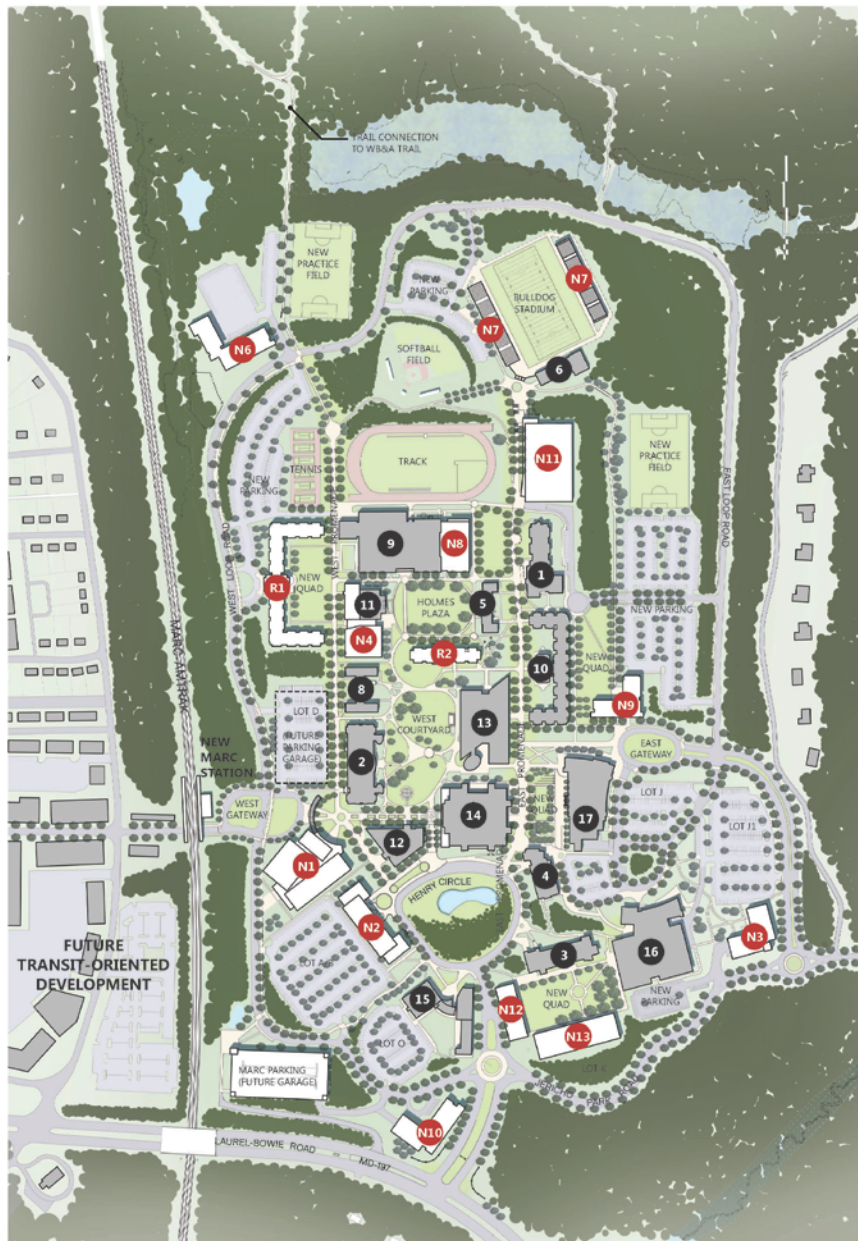 TRAIL CONNECTION
TO WB&A TRAIL
NEW
PRACTICE
FIELD
NEW
PARKING
N7
BULLDOG
STADIUM
N7
N6
SOFTBALL
FIELD
6
N11
NEW
PRACTICE
FIELD
TRACK
TENNIS
NEW
PARKING
EAST LOOP ROAD
WEST LOOP ROAD
9
N8
1
R1
NEW
QUAD
11
5
HOLMES
PLAZA
NEW PARKING
N4
R2
10
NEW
QUAD
MARC AMTRAK
8
N9
LOT D
(FUTURE
PARKING
GARAGE)
WEST
COURTYARD
13
NEW
MARC
STATION
2
EAST PROMENADE
EAST
GATEWAY
WEST
GATEWAY
NEW
QUAD
LOT J
LOT J1
14
17
12
N1
4
HENRY CIRCLE
N2
FUTURE
TRANSIT-ORIENTED
DEVELOPMENT
3
16
N3
15
NEW
QUAD
NEW
PARKING
N12
LOT O
N13
MARC PARKING
(FUTURE GARAGE)
JERICHO PARK ROAD
N10
LAUREL-BOWIE ROAD
MD-197